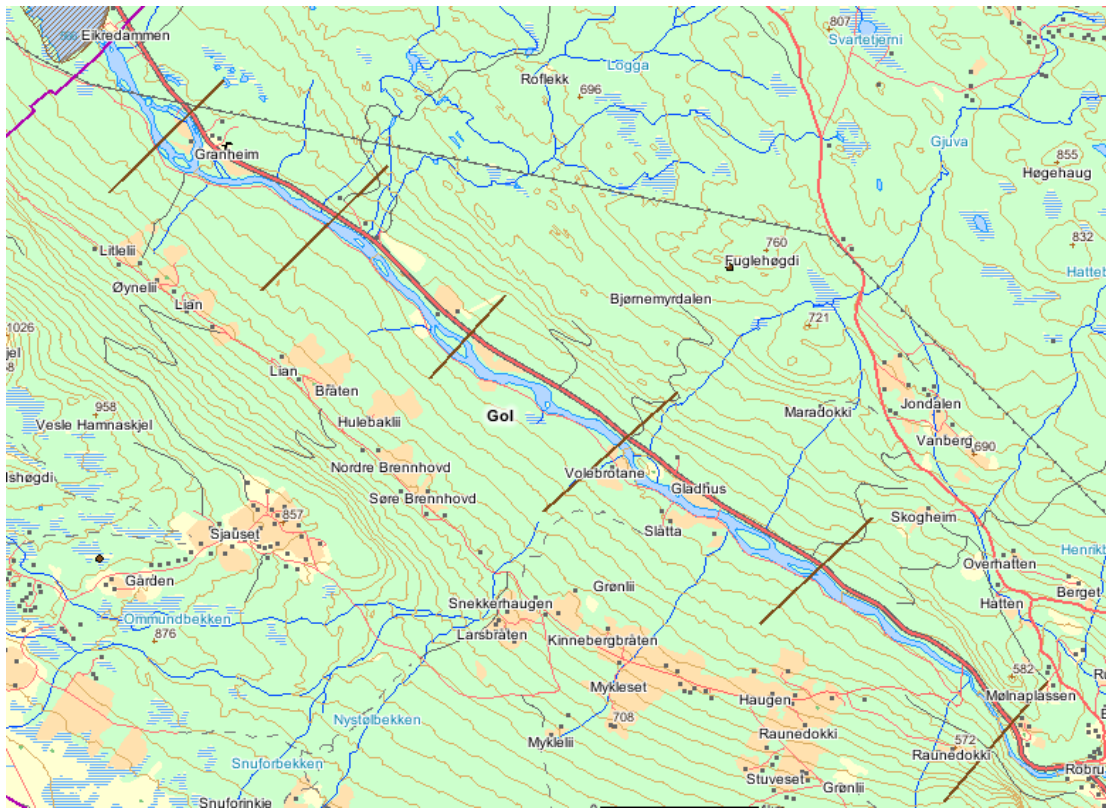 Eikredammen
Granheim
Roflekk
Logga
696
807
Svartetjerni
Gjuva
855
Høgehaug
832
Litlelii
Øynelii
Lian
760
Fuglehøgdi
Bjørnemyrdalen
721
1026
958
Vesle Hamnaskjel
Lian
Bråten
Hulebaklii
Gol
Maradokki
Jondalen
Vanberg
690
Nordre Brennhovd
Søre Brennhovd
Volebrotane
Gladhus
Slåtta
Skogheim
857
Sjauset
Gården
Ommundbekken
876
Grønlii
Snekkerhaugen
Larsbråten
Kinnebergbråten
Overhatten
Hatten
Berget
Mykleset
708
Haugen
Raunedokki
582
Mølnaplassen
572
Raunedokki
Nystølbekken
Snuforbekken
Myklelii
Stuveset
Grønlii
Snuforinkie